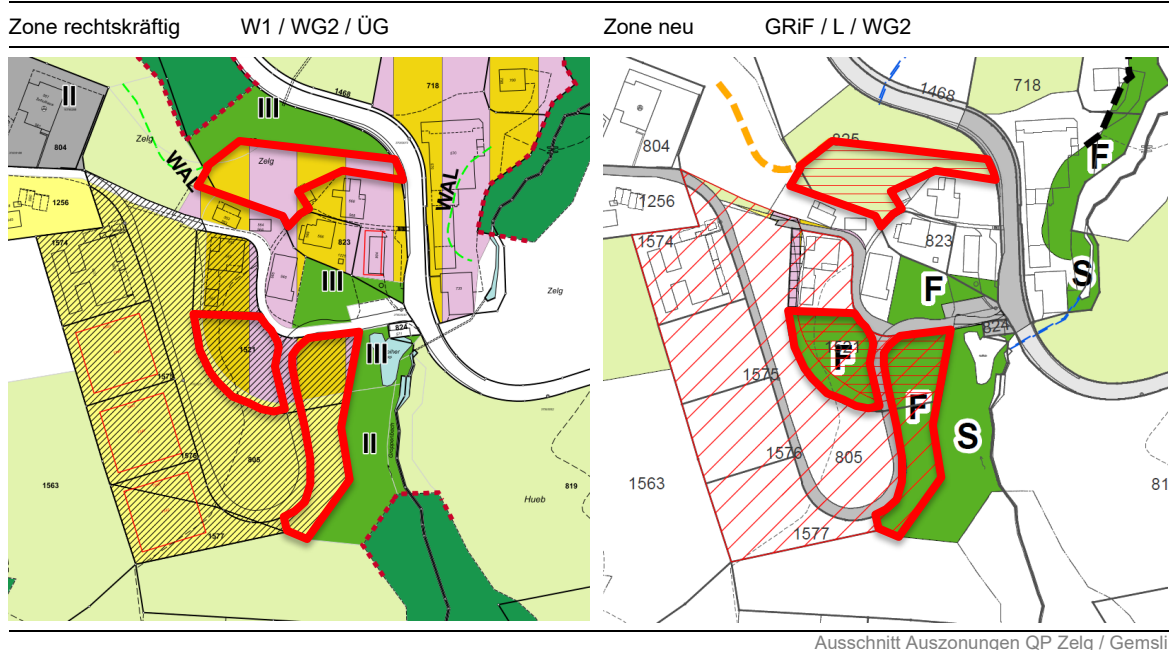 Zone rechtskräftig W1 / WG2 / ÜG Zone neu GRiF / L / WG2
II
1468
III
718
804
Zelg
Zelg
WAL
WAL
1256
1574
823
III
Zelg
824
1521
III
1575
II
1576
805
1563
Hueb
819
1577
1468
718
825
804
F
1256
823
1574
S
F
824
1521
F
F
1575
S
1576
805
1563
81
1577
Ausschnitt Auszonungen QP Zelg / Gemsli